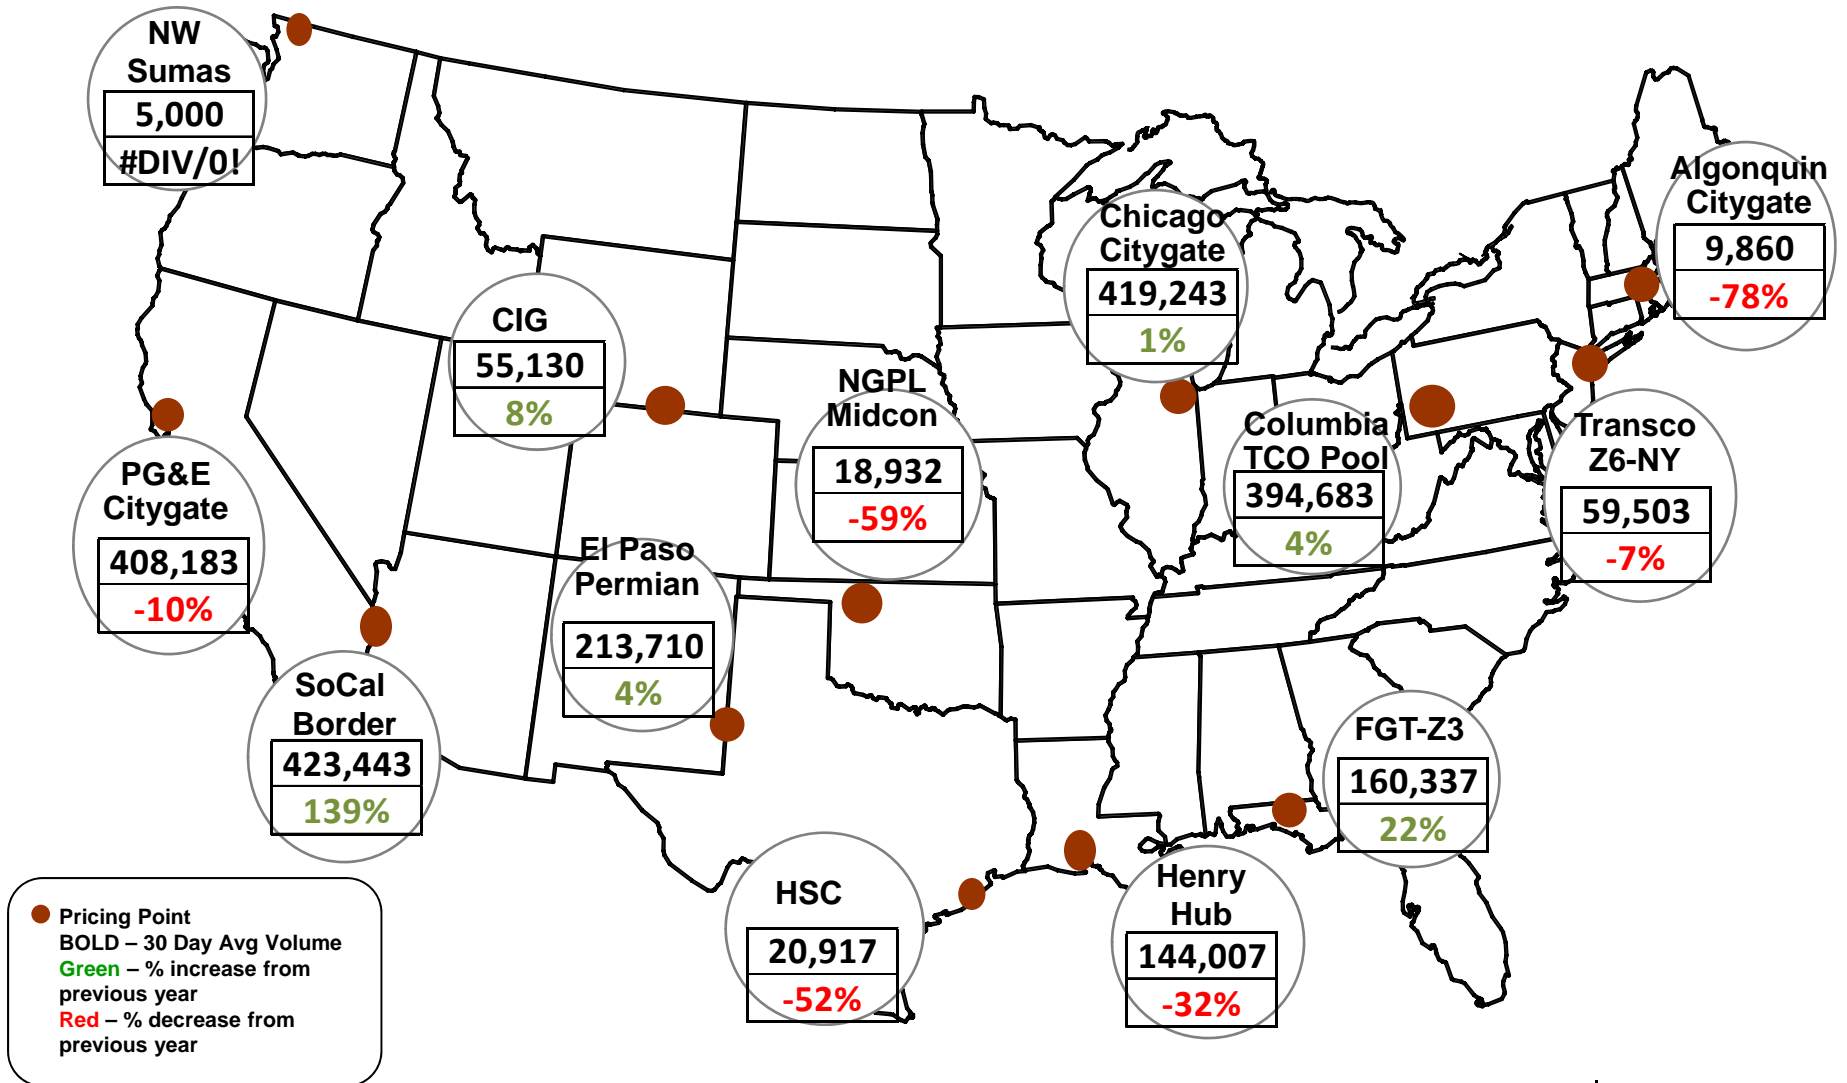 NW
Sumas
5,000
#DIV/0!
Algonquin
Citygate
9,860
-78%
Chicago
Citygate
419,243
1%
CIG
55,130
8%
NGPL
Midcon
18,932
-59%
Columbia
TCO Pool
394,683
4%
Transco
Z6-NY
59,503
-7%
PG&E
Citygate
408,183
-10%
El Paso
Permian
213,710
4%
SoCal
Border
423,443
139%
FGT-Z3
160,337
22%
HSC
20,917
-52%
Henry
Hub
144,007
-32%
Pricing Point
BOLD – 30 Day Avg Volume
Green – % increase from
previous year
Red – % decrease from
previous year